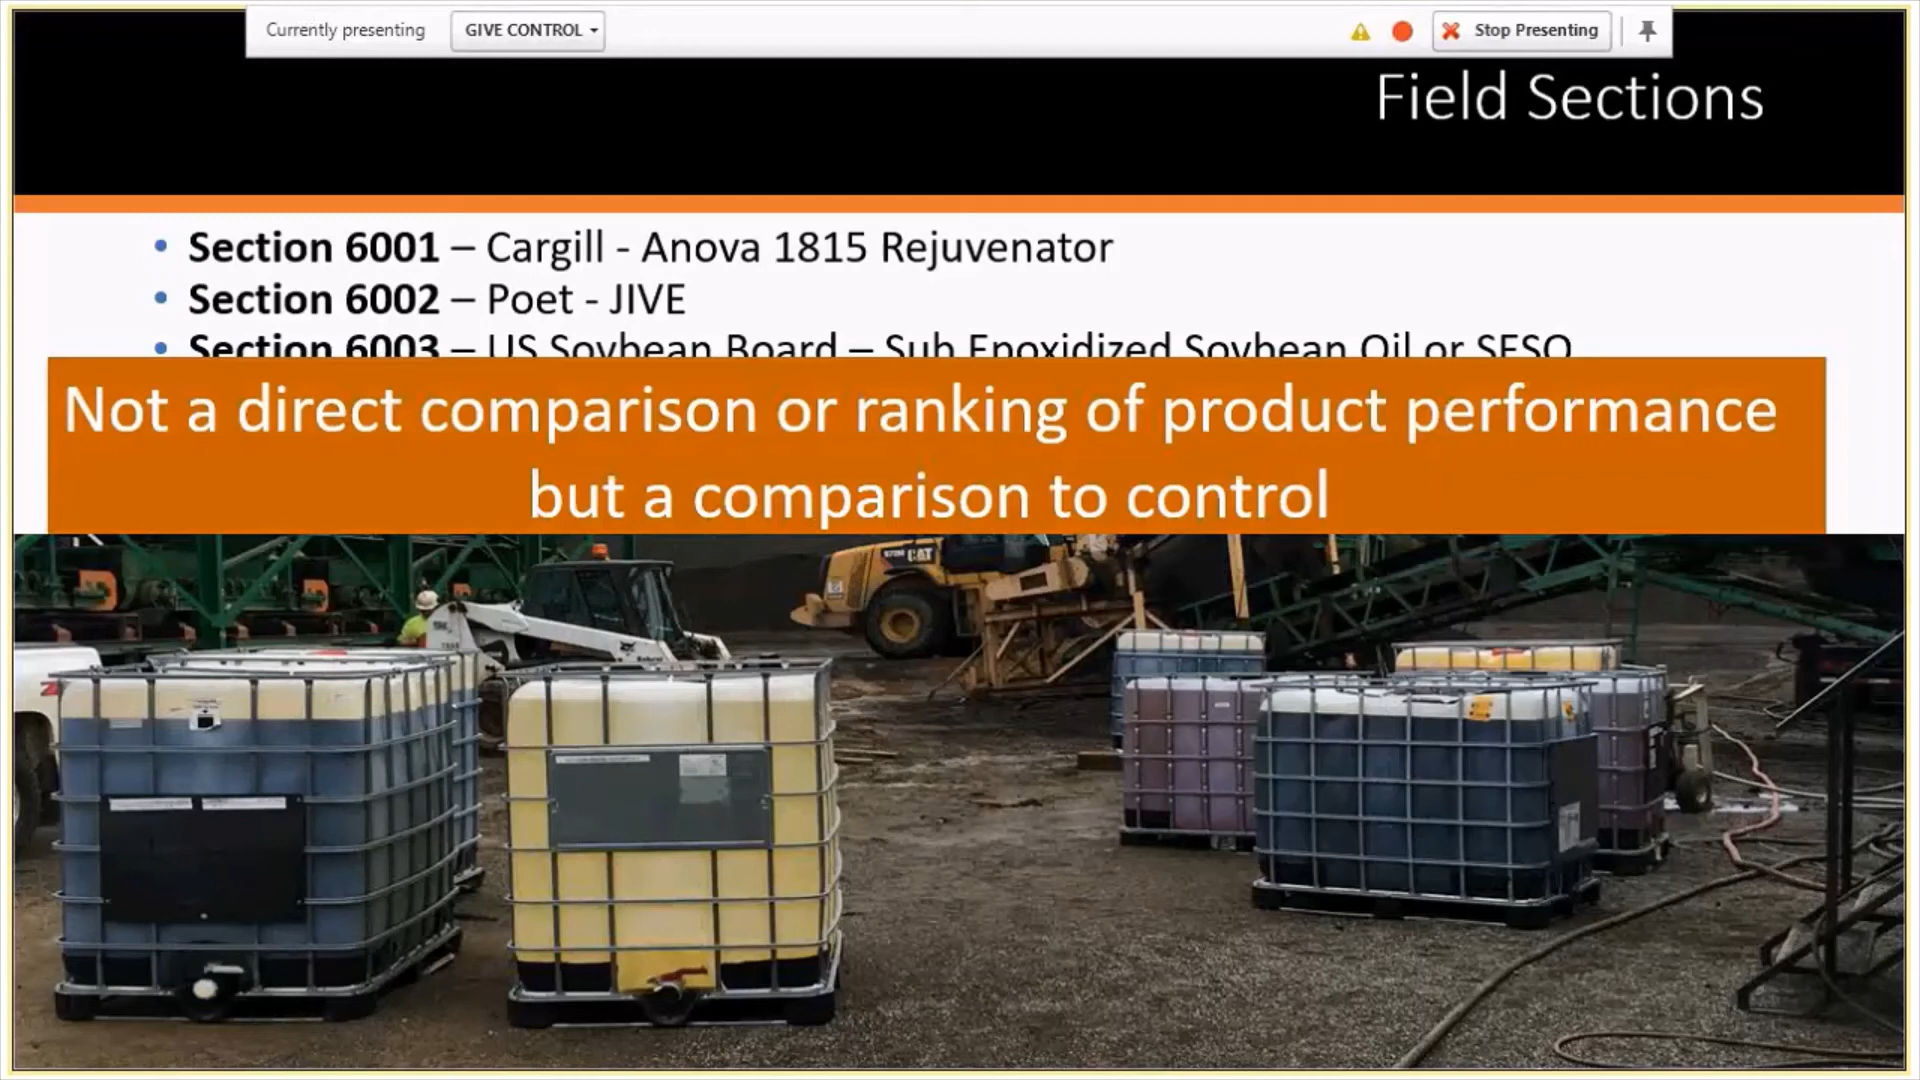 Currently presenting
GIVE CONTROL
Stop Presenting
Field Sections
• Section 6001 – Cargill - Anova 1815 Rejuvenator
• Section 6002 – Poet - JIVE
• Section 6003 – US Soybean Board – Sub Epoxidized Soybean Oil or SESO
Not a direct comparison or ranking of product performance
but a comparison to control
CAT
Bobcat